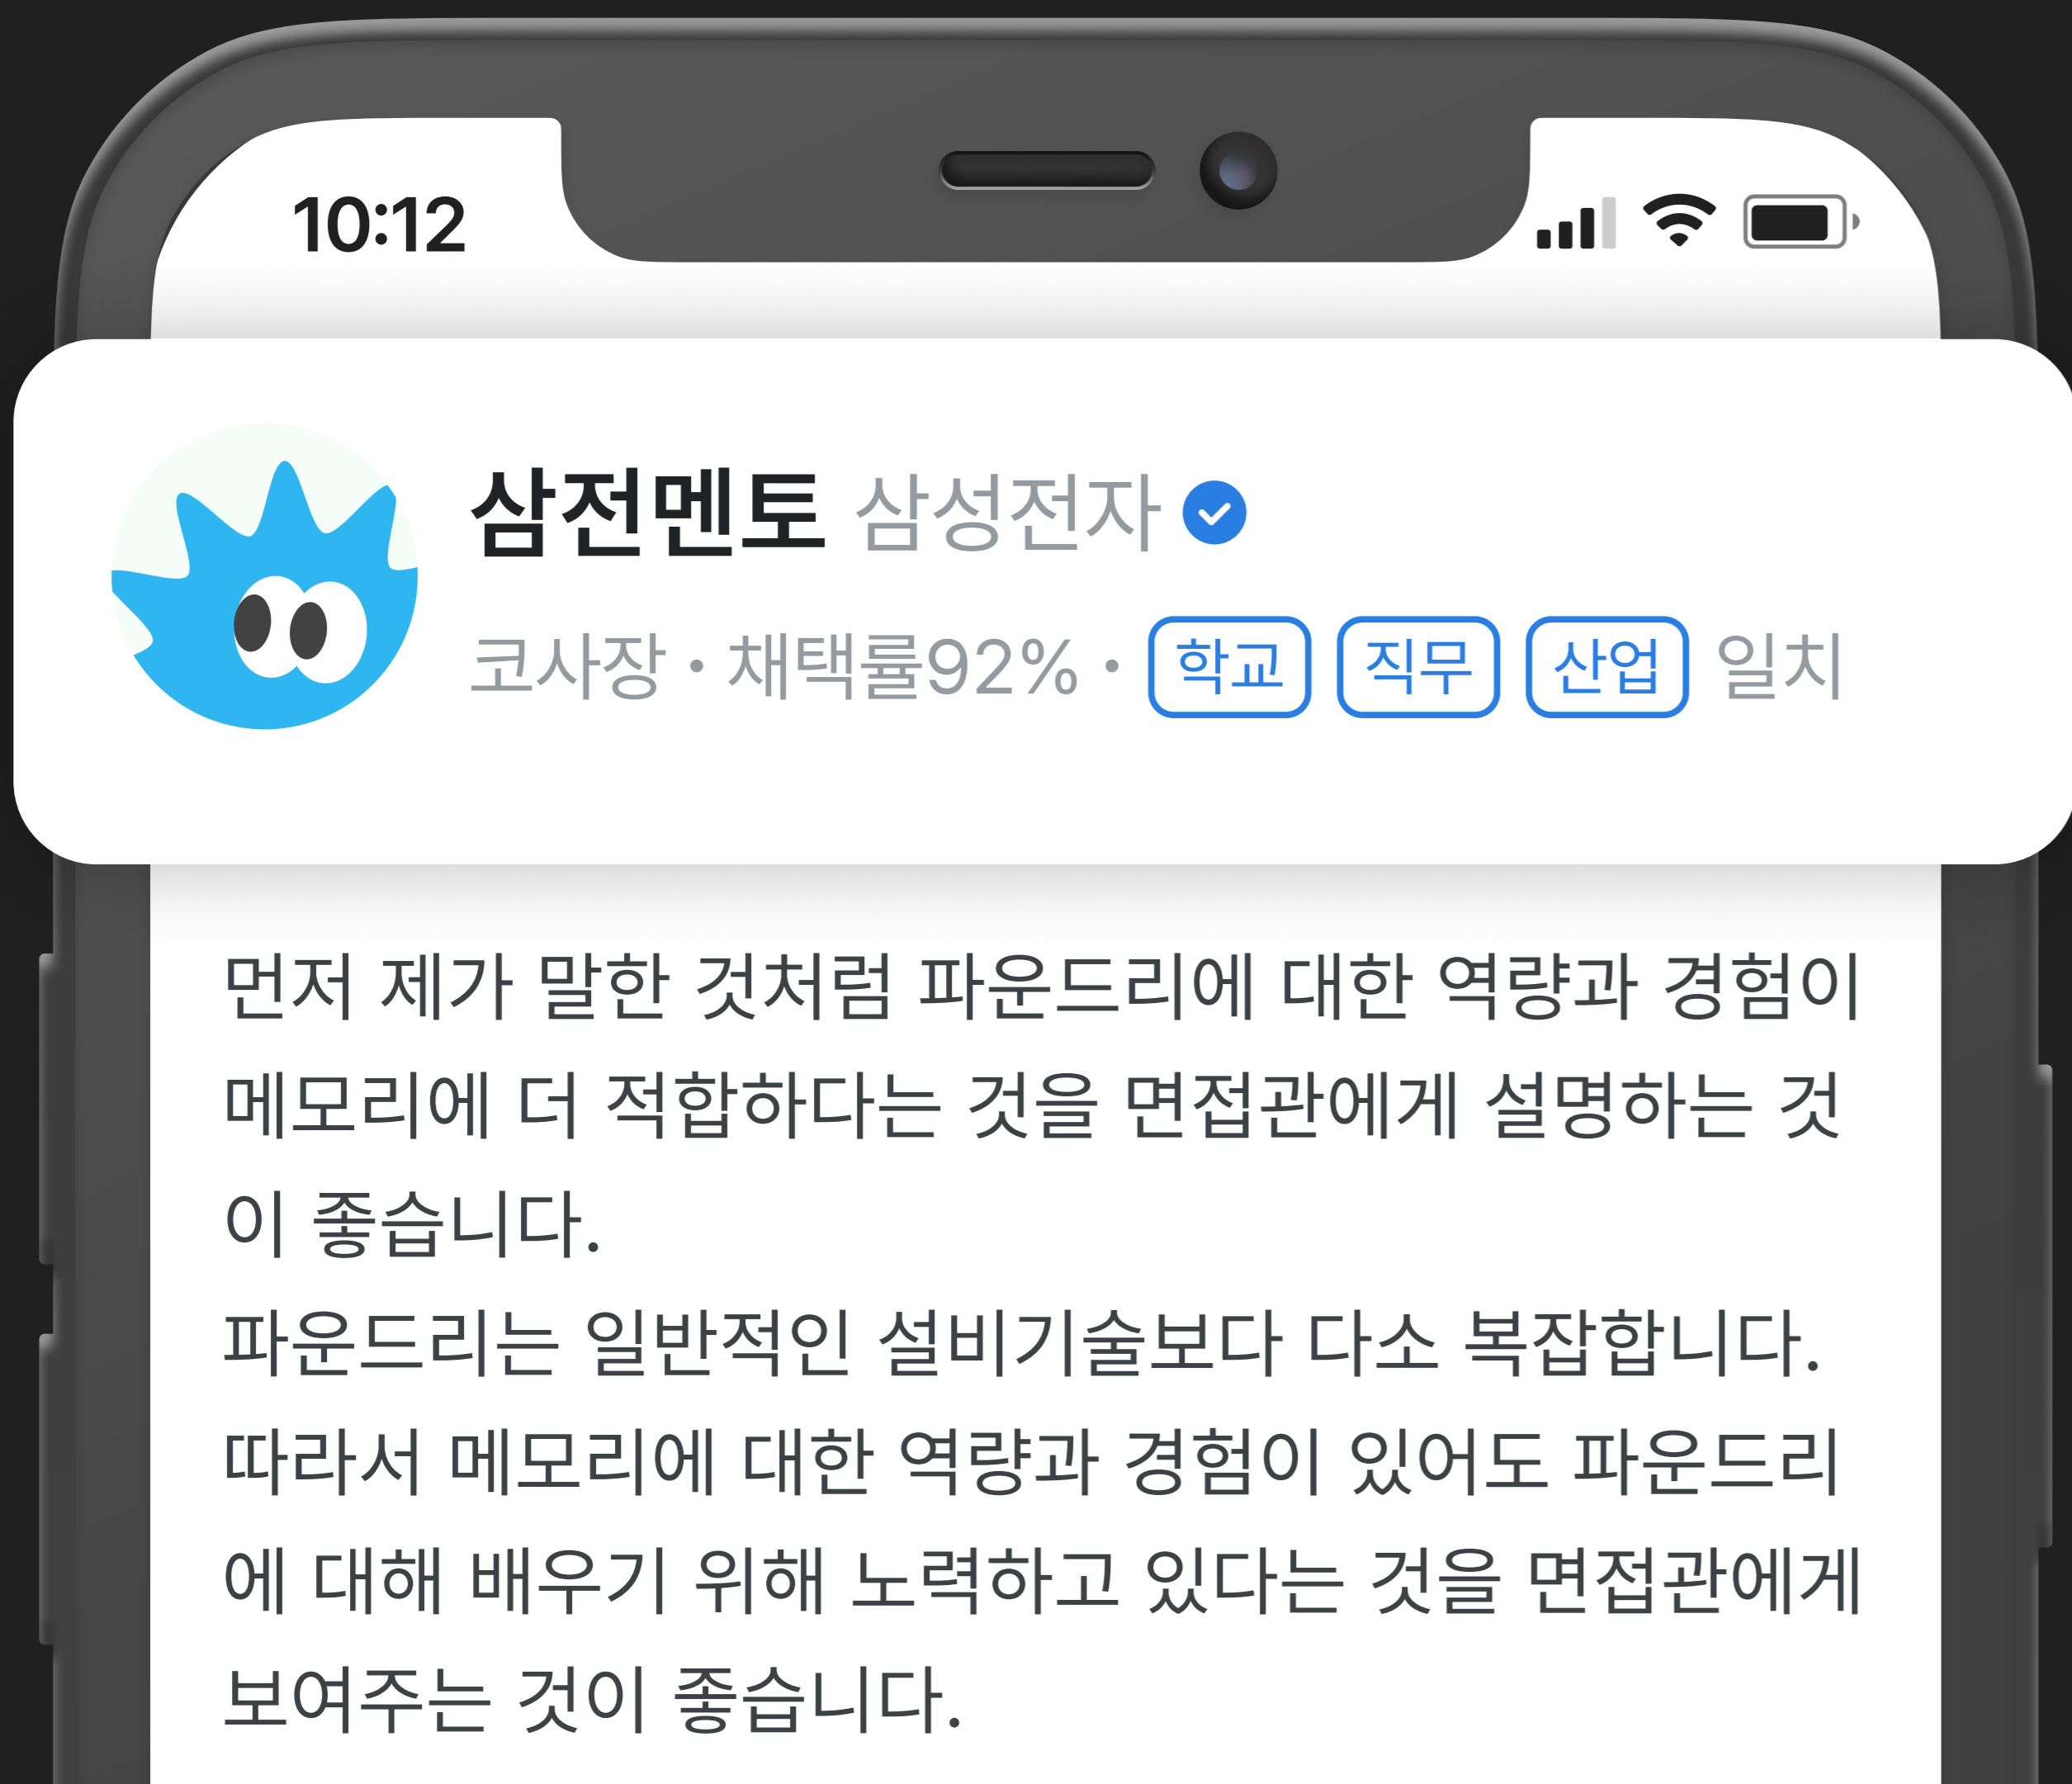 10:12
삼전멘토 삼성전자
코사장 · 채택률92% · 학교 직무 산업 일치
먼저 제가 말한 것처럼 파운드리에 대한 역량과 경험이
메모리에 더 적합하다는 것을 면접관에게 설명하는 것
이 좋습니다.
파운드리는 일반적인 설비기술보다 다소 복잡합니다.
따라서 메모리에 대한 역량과 경험이 있어도 파운드리
에 대해 배우기 위해 노력하고 있다는 것을 면접관에게
보여주는 것이 좋습니다.